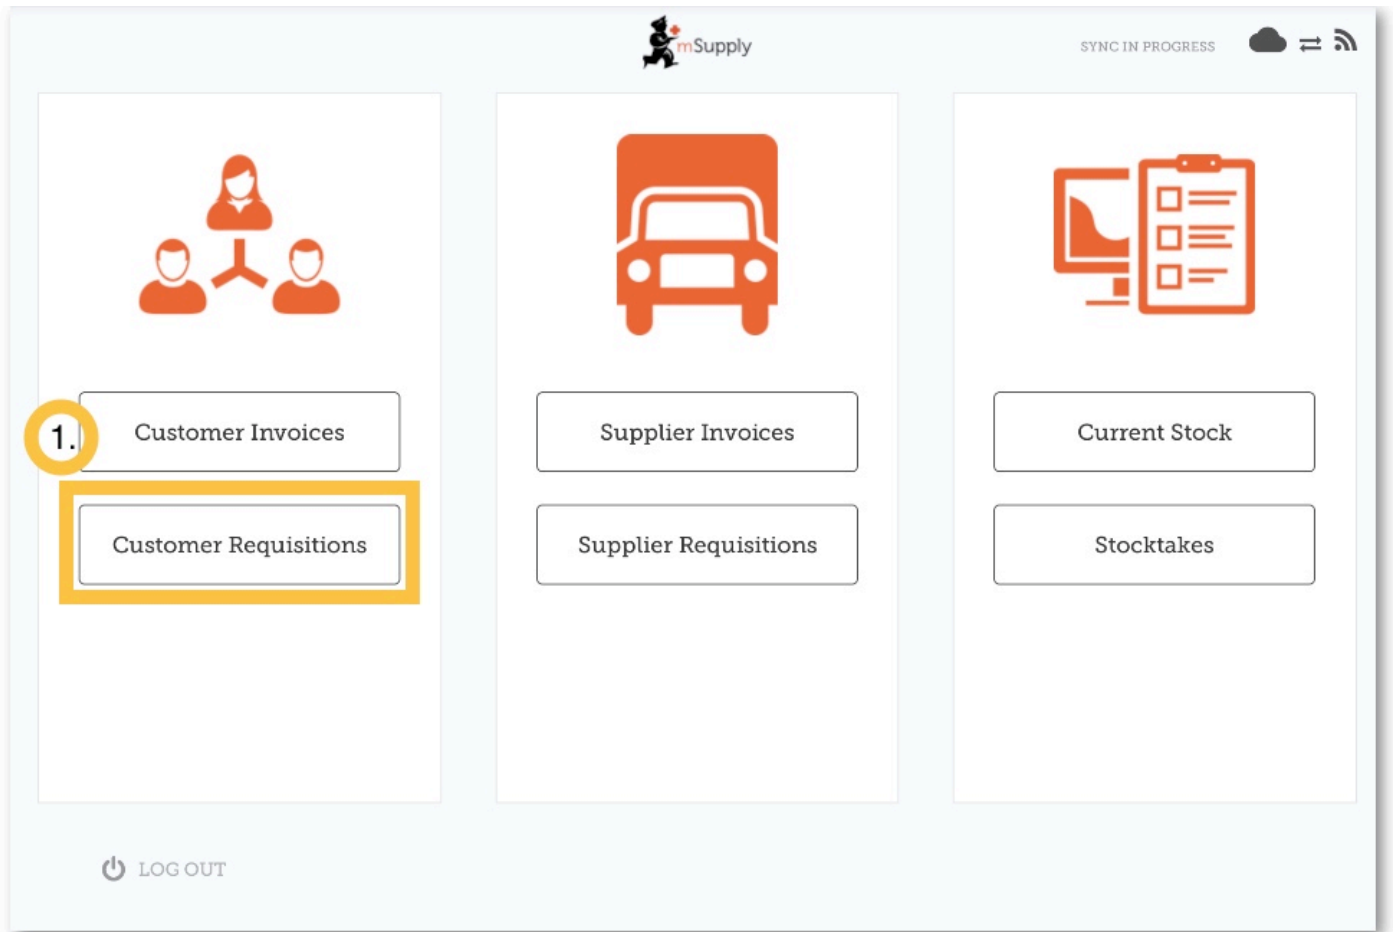 mSupply
SYNC IN PROGRESS
1.
Customer Invoices
Customer Requisitions
Supplier Invoices
Supplier Requisitions
Current Stock
Stocktakes
LOG OUT